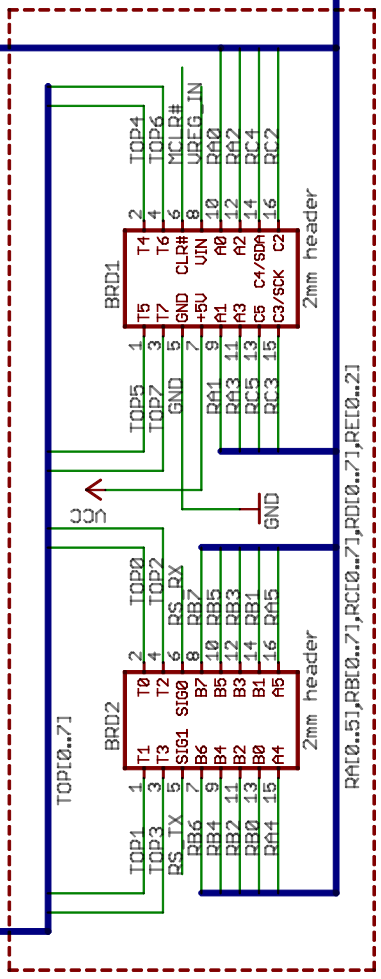 TOP4
TOP6
MCLR#
VREG_IN
RA0
RA2
RC4
RC2
2
4
6
8
10
12
14
16
BRD1
T4
T6
CLR#
VIN
A0
A2
C4/SDA
C2
T5
T7
GND
+5V
A1
A3
C5
C3/SCK
2mm header
1
3
5
7
9
11
13
15
TOP5
TOP7
GND
RA1
RA3
RC5
RC3
VCC
GND
TOP0
TOP2
RS_RX
RB7
RB5
RB3
RB1
RA5
2
4
6
8
10
12
14
16
BRD2
T0
T2
SIG0
B7
B5
B3
B1
A5
T1
T3
SIG1
B6
B4
B2
B0
A4
2mm header
1
3
5
7
9
11
13
15
TOP1
TOP3
RS_TX
RB6
RB4
RB2
RB0
RA4
TOP[0..7]
RA[0..5],RB[0..7],RC[0..7],RD[0..7],RE[0..2]